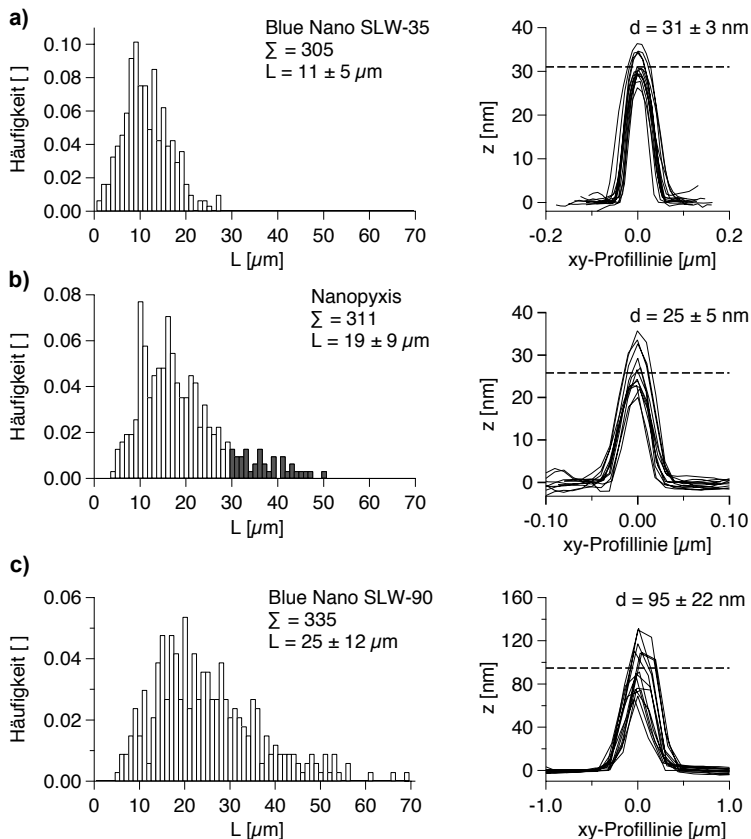 a)
Blue Nano SLW-35
∑ = 305
L = 11 ± 5 µm
Häufigkeit [ ]
0.10
0.08
0.06
0.04
0.02
0.00
0 10 20 30 40 50 60 70
L [µm]
d = 31 ± 3 nm
z [nm]
40
30
20
10
0
-0.2 0.0 0.2
xy-Profillinie [µm]
b)
Nanopyxis
∑ = 311
L = 19 ± 9 µm
Häufigkeit [ ]
0.08
0.06
0.04
0.02
0.00
0 10 20 30 40 50 60 70
L [µm]
d = 25 ± 5 nm
z [nm]
40
30
20
10
0
-0.10 0.00 0.10
xy-Profillinie [µm]
c)
Blue Nano SLW-90
∑ = 335
L = 25 ± 12 µm
Häufigkeit [ ]
0.06
0.04
0.02
0.00
0 10 20 30 40 50 60 70
L [µm]
d = 95 ± 22 nm
z [nm]
160
120
80
40
0
-1.0 0.0 1.0
xy-Profillinie [µm]